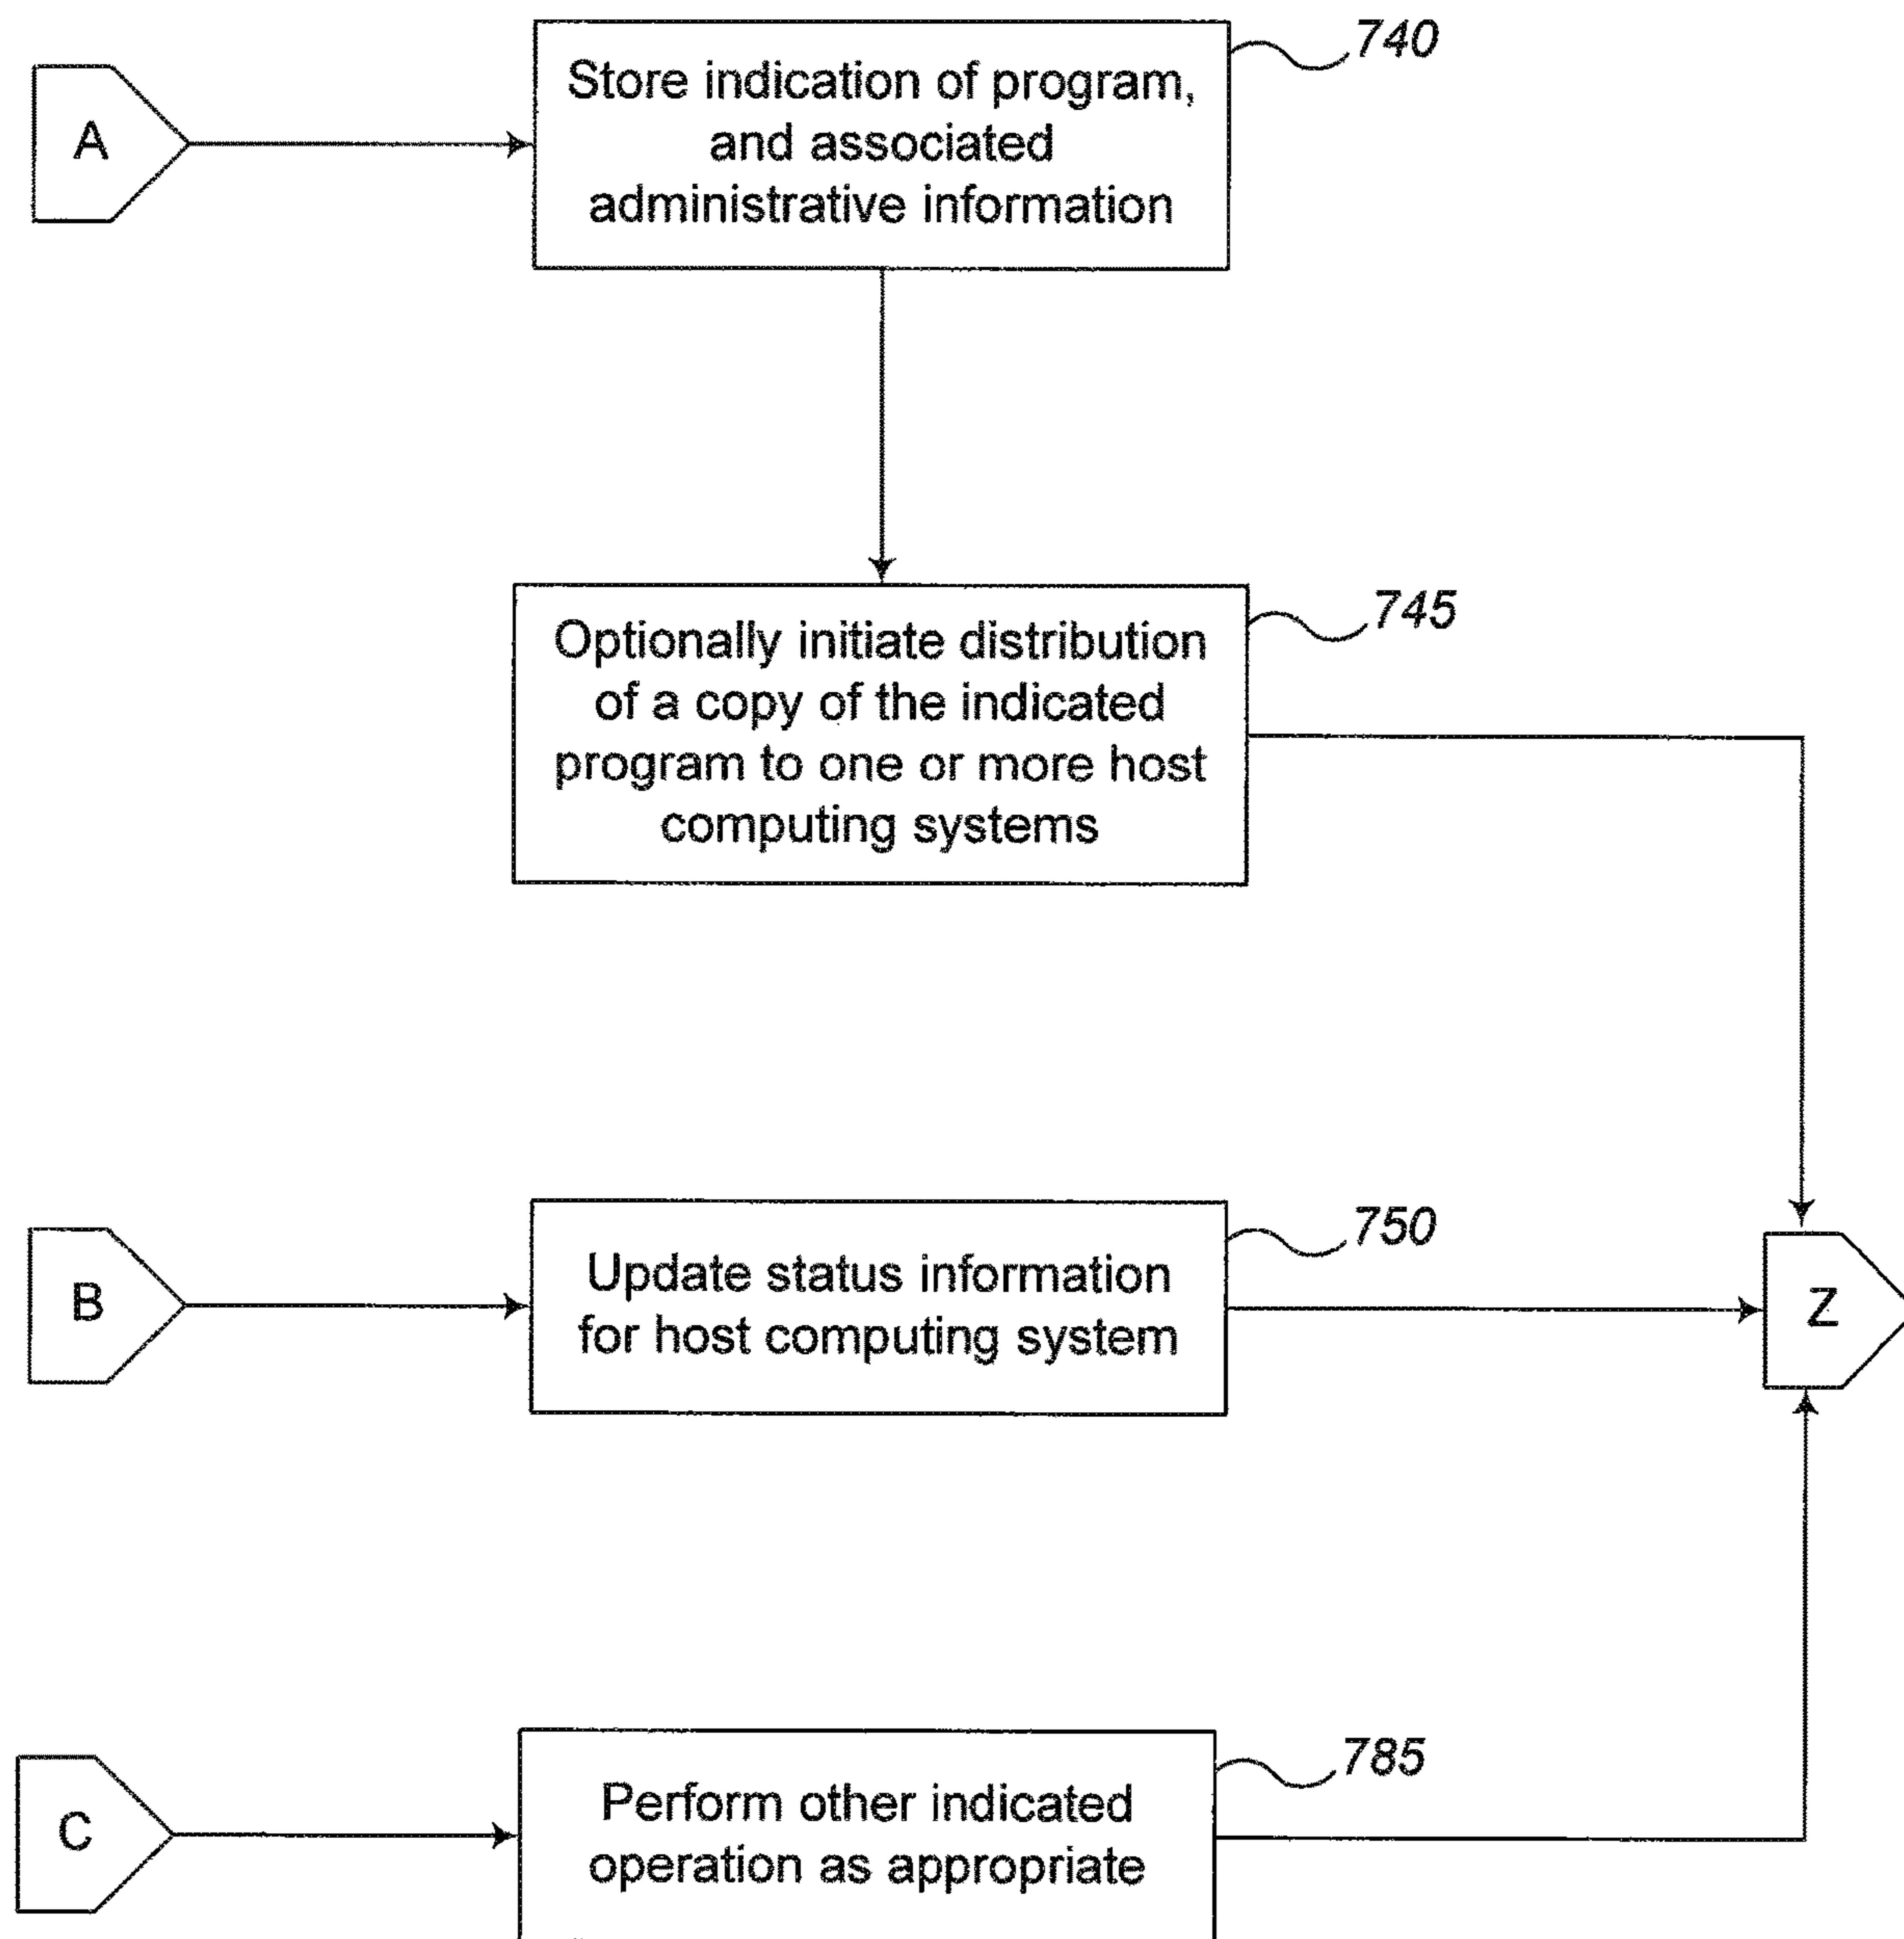 740
A
Store indication of program,
and associated
administrative information
745
Optionally initiate distribution
of a copy of the indicated
program to one or more host
computing systems
750
B
Update status information
for host computing system
Z
785
C
Perform other indicated
operation as appropriate